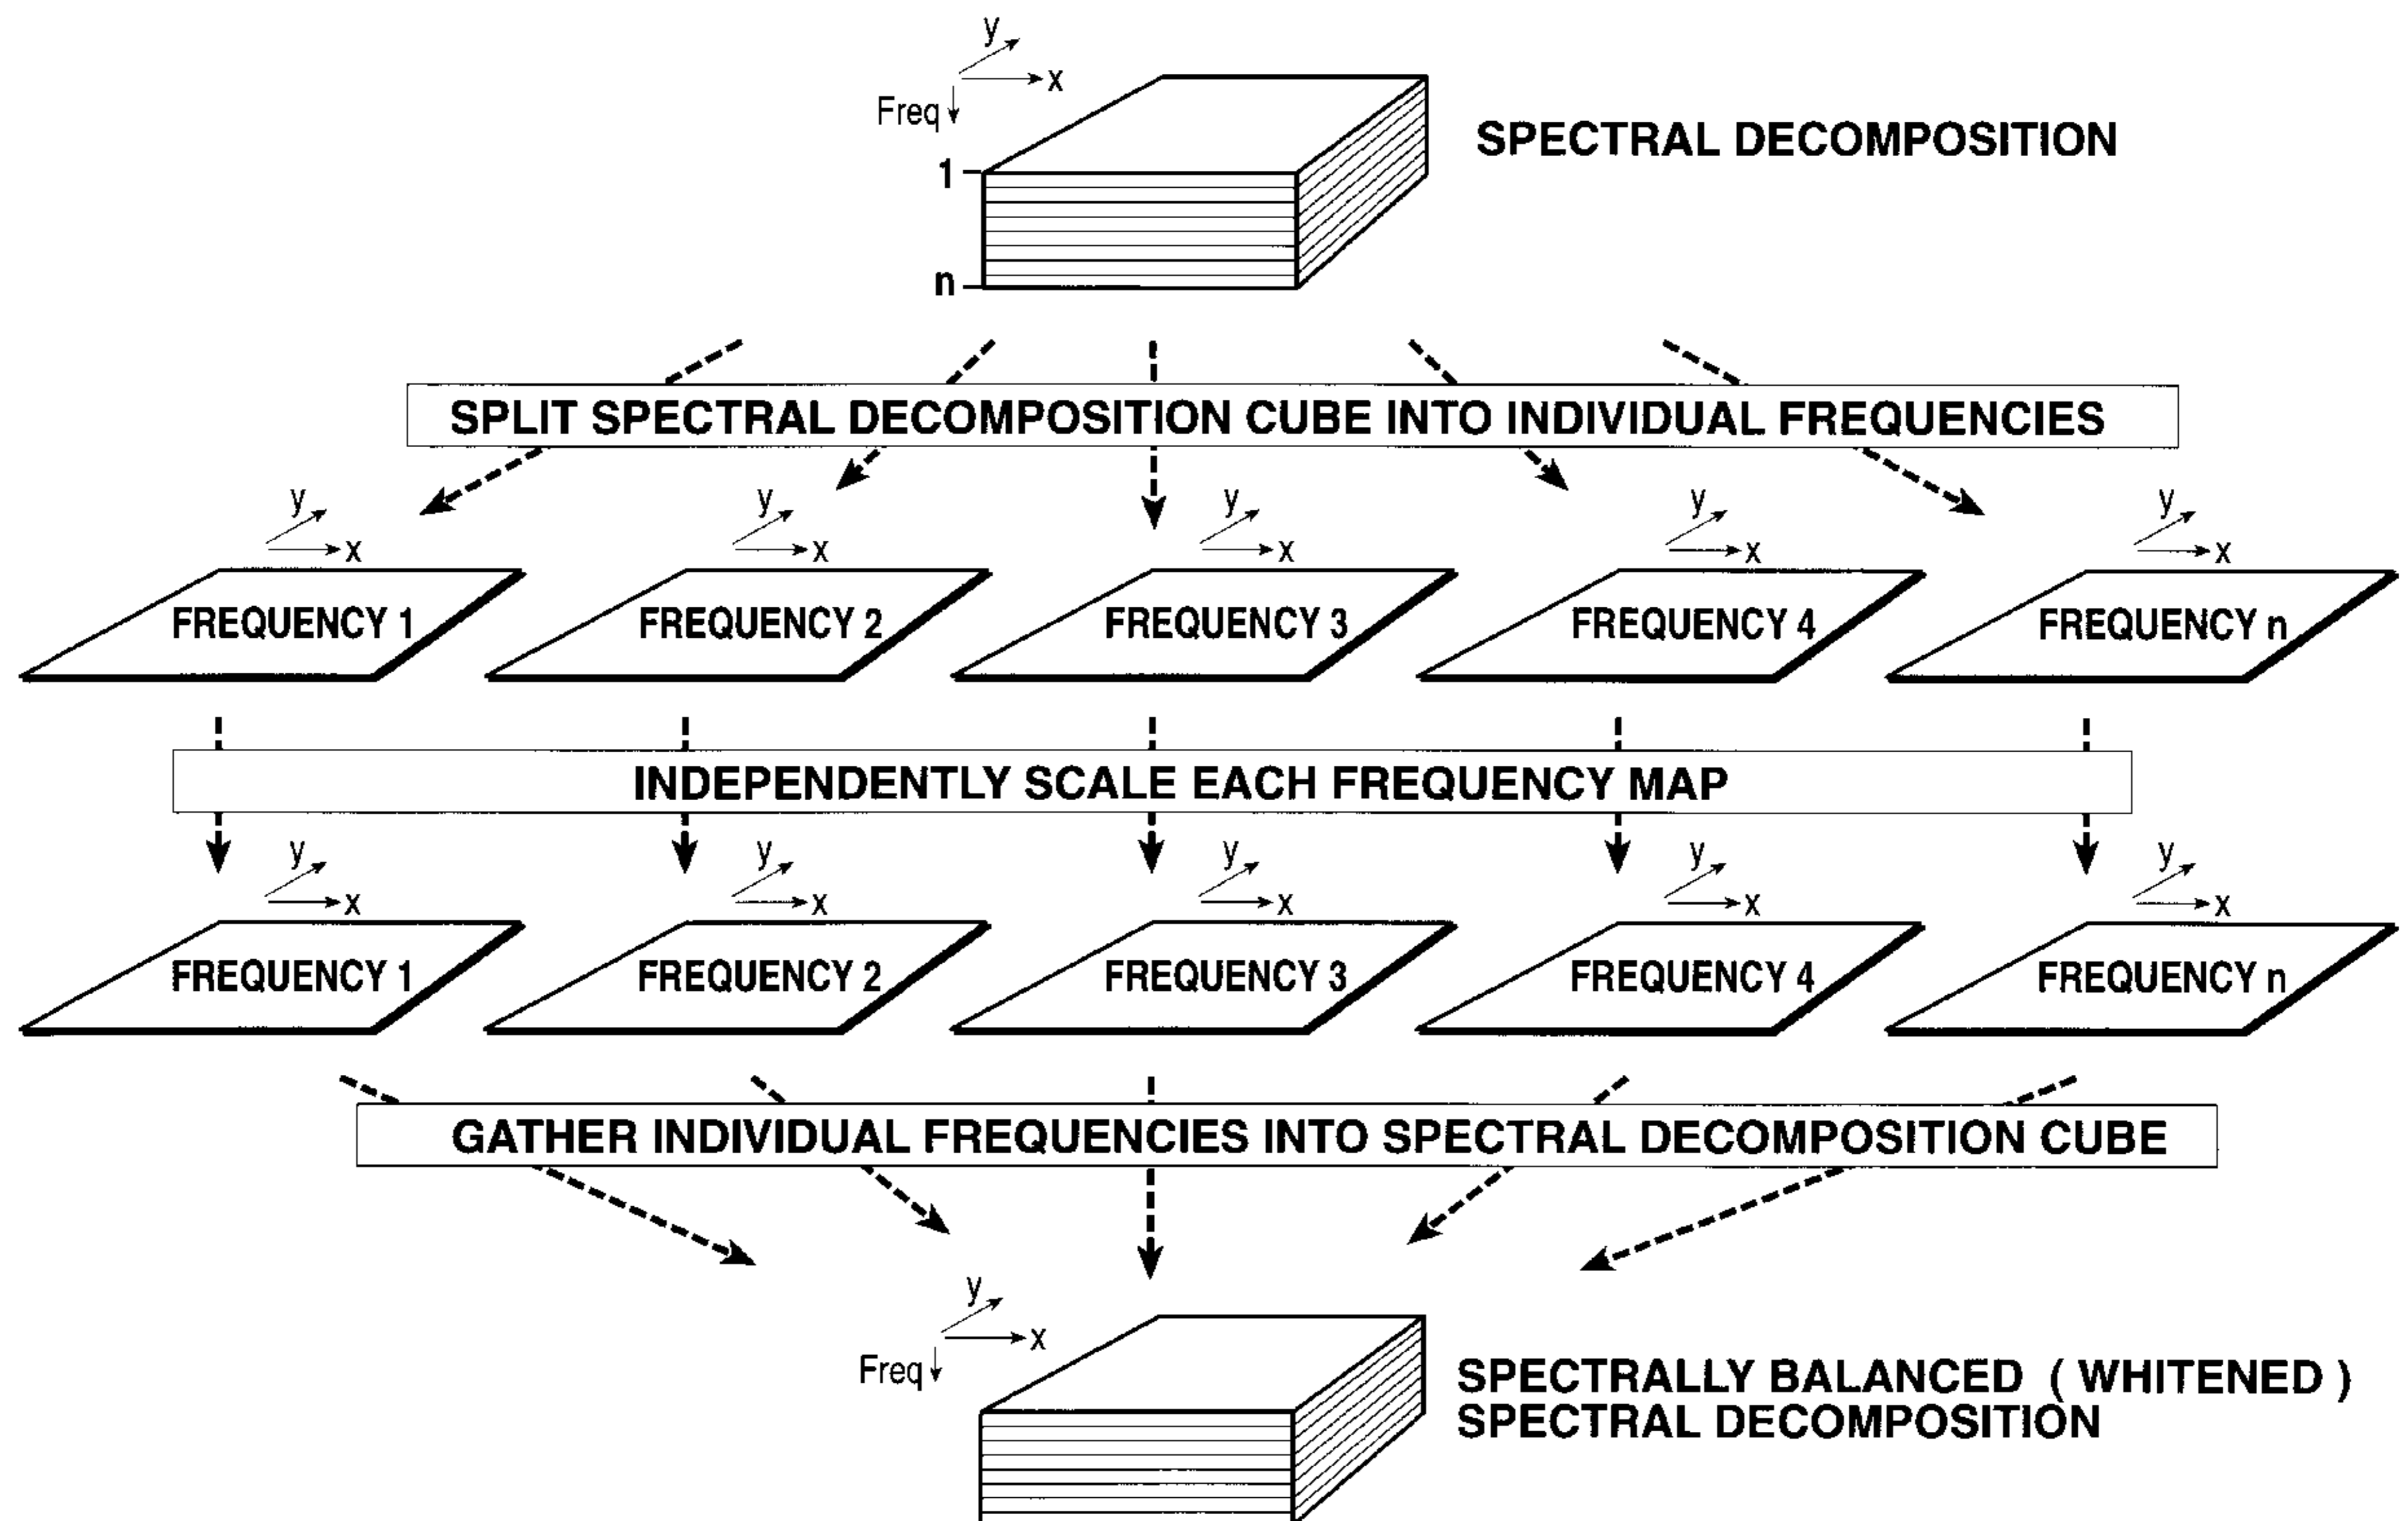 y
x
Freq
SPECTRAL DECOMPOSITION
1
n
SPLIT SPECTRAL DECOMPOSITION CUBE INTO INDIVIDUAL FREQUENCIES
y y y y y
x x x x x
FREQUENCY 1 FREQUENCY 2 FREQUENCY 3 FREQUENCY 4 FREQUENCY n
INDEPENDENTLY SCALE EACH FREQUENCY MAP
y y y y y
x x x x x
FREQUENCY 1 FREQUENCY 2 FREQUENCY 3 FREQUENCY 4 FREQUENCY n
GATHER INDIVIDUAL FREQUENCIES INTO SPECTRAL DECOMPOSITION CUBE
y
x
Freq
SPECTRALLY BALANCED ( WHITENED )
SPECTRAL DECOMPOSITION